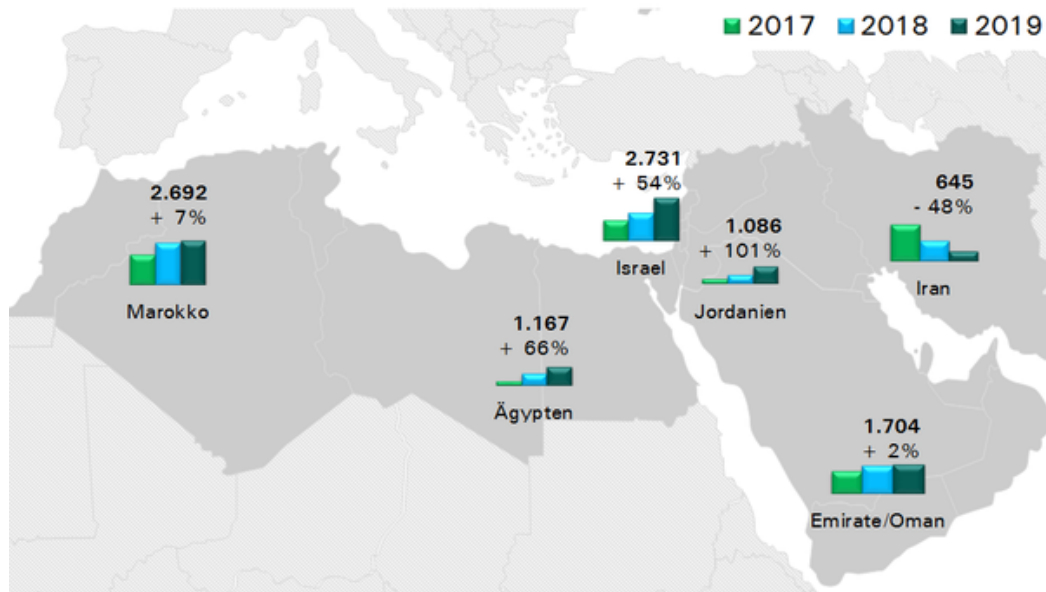 2017 2018 2019
2.692
+ 7%
Marokko
2.731
+ 54%
Israel
1.086
+ 101%
Jordanien
645
- 48%
Iran
1.167
+ 66%
Ägypten
1.704
+ 2%
Emirate/Oman